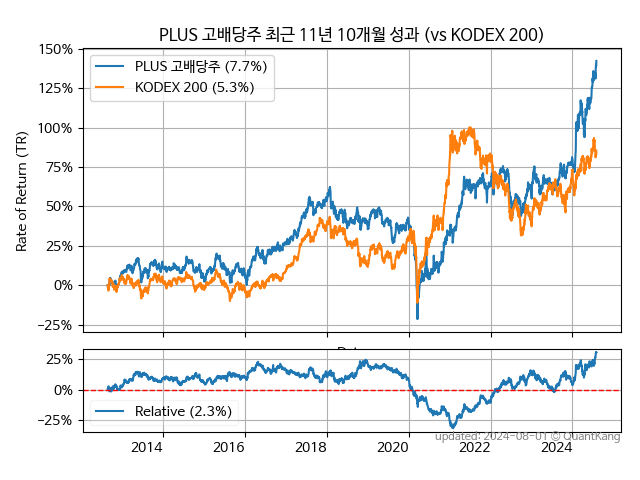 PLUS 고배당주 최근 11년 10개월 성과 (vs KODEX 200)
150%
125%
100%
75%
50%
25%
0%
−25%
Rate of Return (TR)
PLUS 고배당주 (7.7%)
KODEX 200 (5.3%)
25%
0%
−25%
Relative (2.3%)
2014
2016
2018
2020
2022
2024
updated: 2024-08-01 © QuantKang